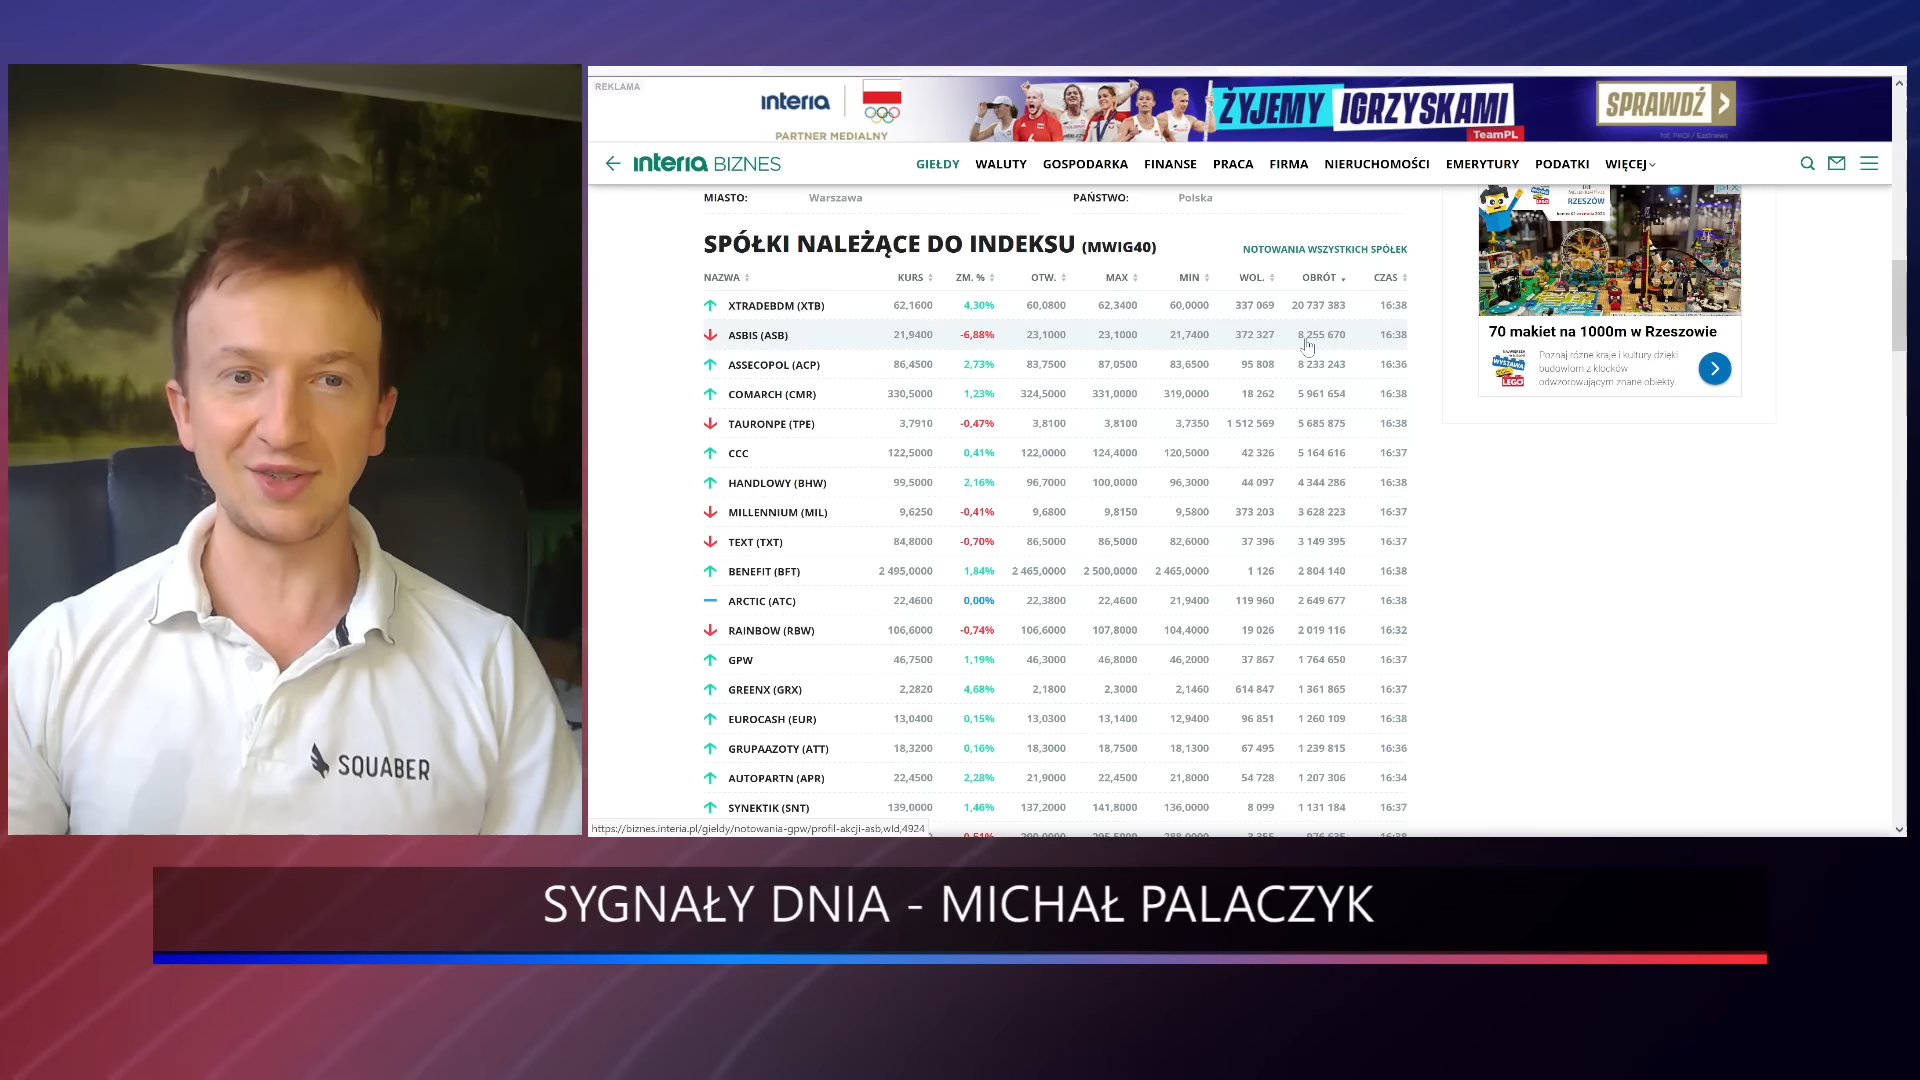 REKLAMA
interia
PARTNER MEDIALNY
ŻYJEMY IGRZYSKAMI
TeamPL
SPRAWDŹ
fot. PKOl / Eastnews
interia BIZNES
GIEŁDY WALUTY GOSPODARKA FINANSE PRACA FIRMA NIERUCHOMOŚCI EMERYTURY PODATKI WIĘCEJ
MIASTO: Warszawa PAŃSTWO: Polska
SPÓŁKI NALEŻĄCE DO INDEKSU (MWIG40)
NOTOWANIA WSZYSTKICH SPÓŁEK
NAZWA KURS ZM. % OTW. MAX MIN WOL. OBRÓT CZAS
XTRADEBDM (XTB) 62,1600 4,30% 60,0800 62,3400 60,0000 337 069 20 737 383 16:38
ASBIS (ASB) 21,9400 -6,88% 23,1000 23,1000 21,7400 372 327 8 255 670 16:38
ASSECOPOL (ACP) 86,4500 2,73% 83,7500 87,0500 83,6500 95 808 8 233 243 16:36
COMARCH (CMR) 330,5000 1,23% 324,5000 331,0000 319,0000 18 262 5 961 654 16:38
TAURONPE (TPE) 3,7910 -0,47% 3,8100 3,8100 3,7350 1 512 569 5 685 875 16:38
CCC 122,5000 0,41% 122,0000 124,4000 120,5000 42 326 5 164 616 16:37
HANDLOWY (BHW) 99,5000 2,16% 96,7000 100,0000 96,3000 44 097 4 344 286 16:38
MILLENNIUM (MIL) 9,6250 -0,41% 9,6800 9,8150 9,5800 373 203 3 628 223 16:37
TEXT (TXT) 84,8000 -0,70% 86,5000 86,5000 82,6000 37 396 3 149 395 16:37
BENEFIT (BFT) 2 495,0000 1,84% 2 465,0000 2 500,0000 2 465,0000 1 126 2 804 140 16:38
ARCTIC (ATC) 22,4600 0,00% 22,3800 22,4600 21,9400 119 960 2 649 677 16:38
RAINBOW (RBW) 106,6000 -0,74% 106,6000 107,8000 104,4000 19 026 2 019 116 16:32
GPW 46,7500 1,19% 46,3000 46,8000 46,2000 37 867 1 764 650 16:37
GREENX (GRX) 2,2820 4,68% 2,1800 2,3000 2,1460 614 847 1 361 865 16:37
EUROCASH (EUR) 13,0400 0,15% 13,0300 13,1400 12,9400 96 851 1 260 109 16:38
GRUPAAZOTY (ATT) 18,3200 0,16% 18,3000 18,7500 18,1300 67 495 1 239 815 16:36
AUTOPARTN (APR) 22,4500 2,28% 21,9000 22,4500 21,8000 54 728 1 207 306 16:34
SYNEKTIK (SNT) 139,0000 1,46% 137,2000 141,8000 136,0000 8 099 1 131 184 16:37
https://biznes.interia.pl/gieldy/notowania-gpw/profil-akcji-asb,wId,4924
RZESZÓW
70 makiet na 1000m w Rzeszowie
WYSTAWA
LEGO
Poznaj różne kraje i kultury dzięki
budowlom z klocków
odwzorowującym znane obiekty.
SQUABER
SYGNAŁY DNIA - MICHAŁ PALACZYK